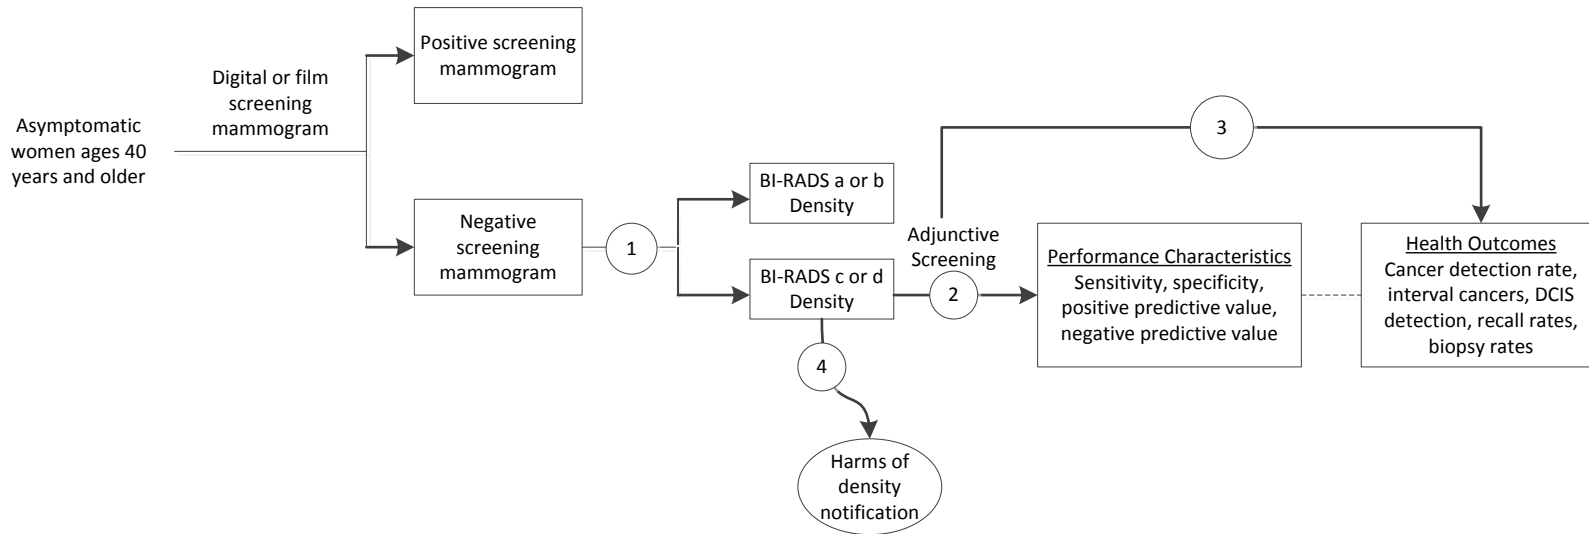 Asymptomatic
women ages 40
years and older
Digital or film
screening
mammogram
Positive screening
mammogram
Negative
screening
mammogram
1
BI-RADS a or b
Density
BI-RADS c or d
Density
4
Harms of
density
notification
Adjunctive
Screening
2
3
Performance Characteristics
Sensitivity, specificity,
positive predictive value,
negative predictive value
Health Outcomes
Cancer detection rate,
interval cancers, DCIS
detection, recall rates,
biopsy rates